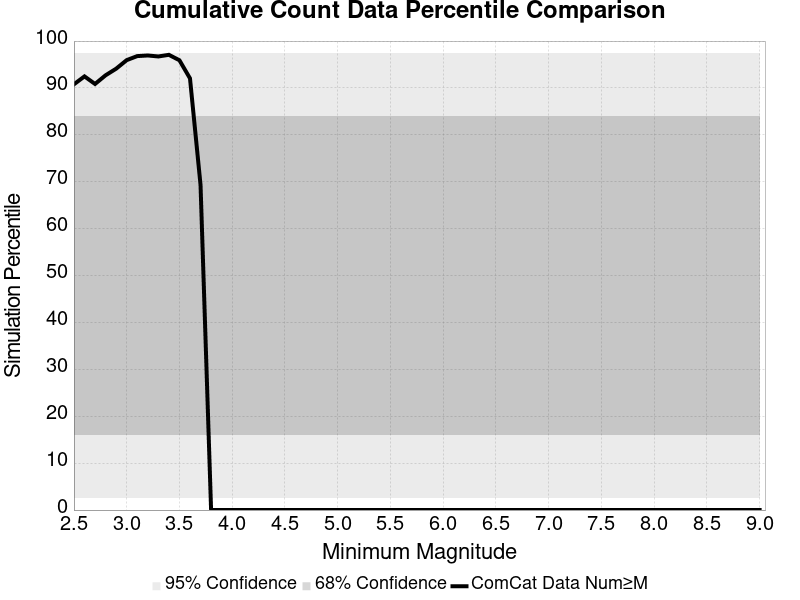 Cumulative Count Data Percentile Comparison
100
90
80
70
60
50
40
30
20
10
0
Simulation Percentile
2.5 3.0 3.5 4.0 4.5 5.0 5.5 6.0 6.5 7.0 7.5 8.0 8.5 9.0
Minimum Magnitude
95% Confidence 68% Confidence ComCat Data Num≥M